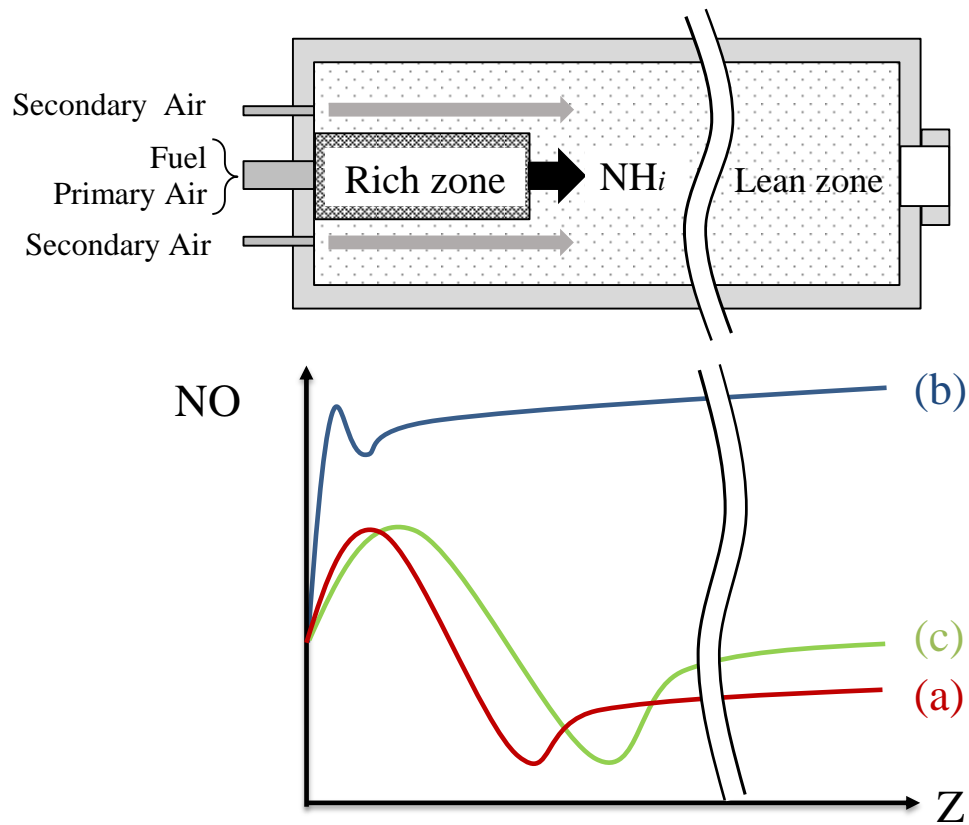 Secondary Air
Fuel
Primary Air
Secondary Air
Rich zone
NHi
Lean zone
NO
(b)
(c)
(a)
Z